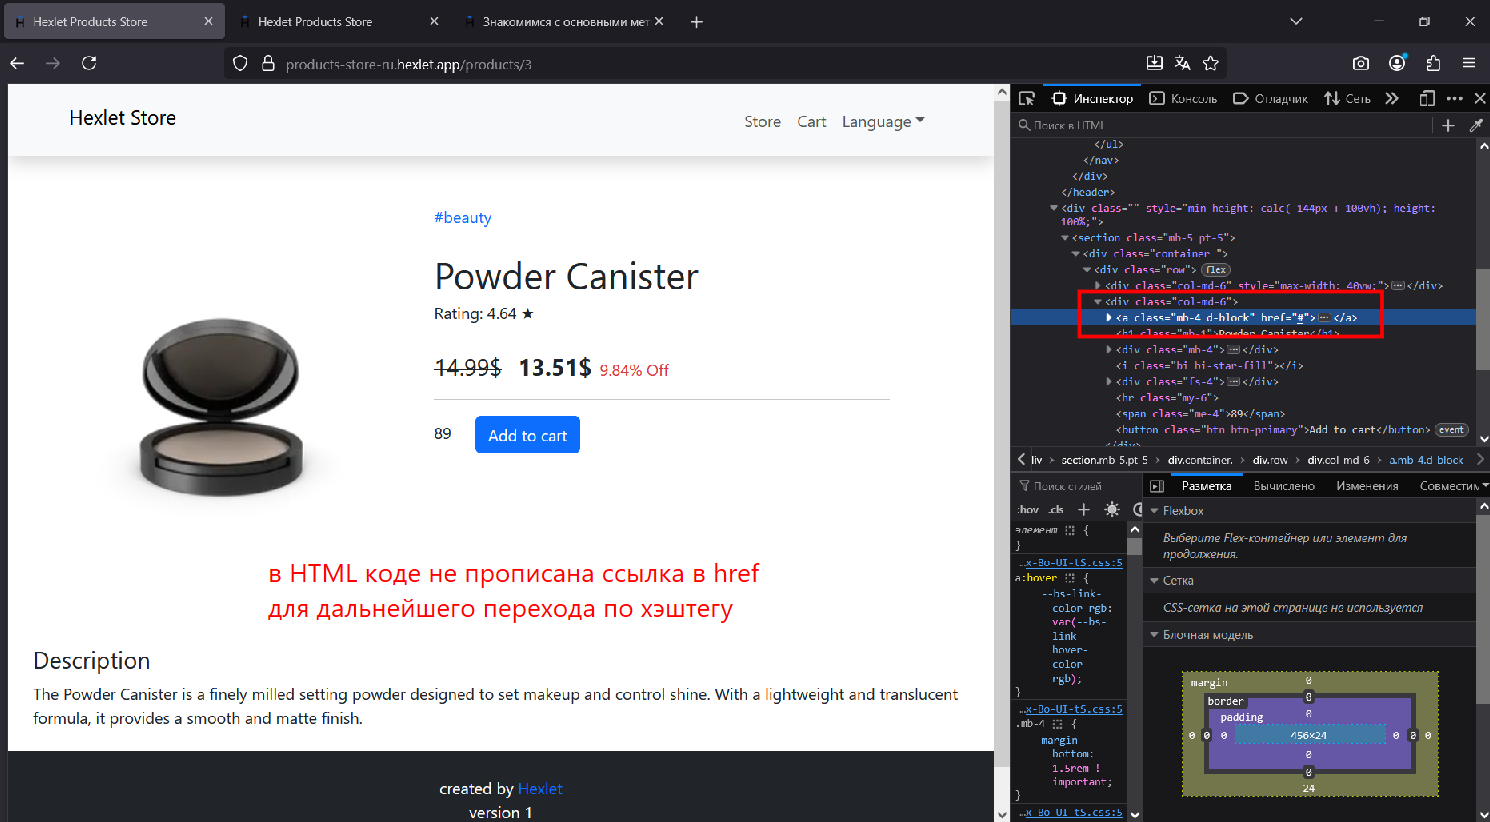 Hexlet Products Store
Hexlet Products Store
Знакомимся с основными мет
products-store-ru.hexlet.app/products/3
Hexlet Store
Store Cart Language
#beauty
Powder Canister
Rating: 4.64 ★
14.99$ 13.51$ 9.84% Off
89 Add to cart
в HTML коде не прописана ссылка в href
для дальнейшего перехода по хэштегу
Description
The Powder Canister is a finely milled setting powder designed to set makeup and control shine. With a lightweight and translucent
formula, it provides a smooth and matte finish.
created by Hexlet
version 1
Инспектор Консоль Отладчик Сеть
Поиск в HTML
</ul>
</nav>
</div>
</header>
<div class="" style="min height: calc( 144px + 100vh); height:
100%;">
<section class="mb-5 pt-5">
<div class="container ">
<div class="row"> flex
<div class="col-md-6" style="max-width: 40vw;"> </div>
<div class="col-md-6">
<a class="mb-4 d-block" href="#"> </a>
<h1 class="mb-1">Powder Canister</h1>
<div class="mb-4"> </div>
<i class="bi bi-star-fill"></i>
<div class="fs-4"> </div>
<hr class="my-6">
<span class="me-4">89</span>
<button class="btn btn-primary">Add to cart</button> event
</div>
iv › section.mb-5.pt-5 › div.container. › div.row › div.col-md-6 › a.mb-4.d-block
Поиск стилей
:hov .cls
элемент {
}
…x-Bo-UI-tS.css:5
a:hover {
--bs-link-
color-rgb:
var(--bs-
link
hover-
color
rgb);
}
…x-Bo-UI-tS.css:5
.mb-4 {
margin
bottom:
1.5rem !
important;
}
…x-Bo-UI-tS.css:5
Разметка Вычислено Изменения Совместим
Flexbox
Выберите Flex-контейнер или элемент для
продолжения.
Сетка
CSS-сетка на этой странице не используется
Блочная модель
margin 0
border 0
padding 0
0 0 0 456×24 0 0 0
0
0
24